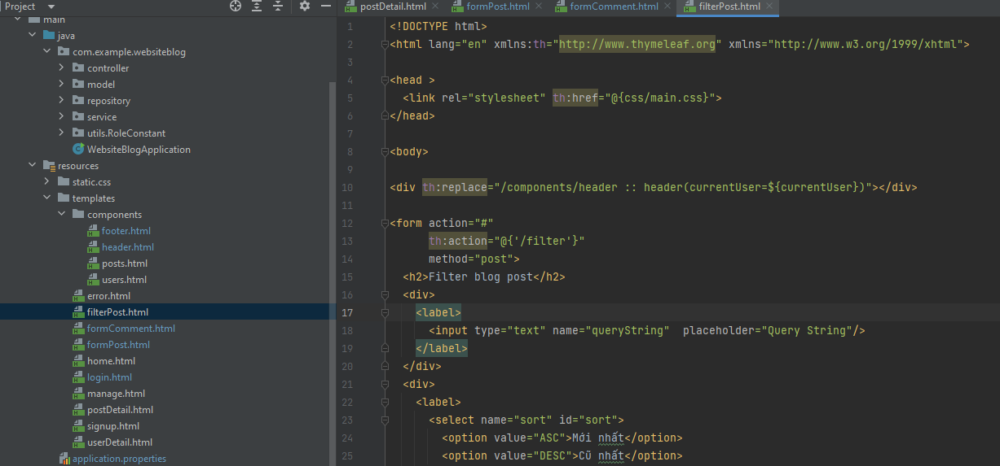 Project
main
java
com.example.websiteblog
controller
model
repository
service
utils.RoleConstant
WebsiteBlogApplication
resources
static.css
templates
components
footer.html
header.html
posts.html
users.html
error.html
filterPost.html
formComment.html
formPost.html
home.html
login.html
manage.html
postDetail.html
signup.html
userDetail.html
application.properties
postDetail.html formPost.html formComment.html filterPost.html
1 <!DOCTYPE html>
2 <html lang="en" xmlns:th="http://www.thymeleaf.org" xmlns="http://www.w3.org/1999/xhtml">
3
4 <head >
5 <link rel="stylesheet" th:href="@{css/main.css}">
6 </head>
7
8 <body>
9
10 <div th:replace="/components/header :: header(currentUser=${currentUser})"></div>
11
12 <form action="#"
13 th:action="@{'/filter'}"
14 method="post">
15 <h2>Filter blog post</h2>
16 <div>
17 <label>
18 <input type="text" name="queryString"  placeholder="Query String"/>
19 </label>
20 </div>
21 <div>
22 <label>
23 <select name="sort" id="sort">
24 <option value="ASC">Mới nhất</option>
25 <option value="DESC">Cũ nhất</option>